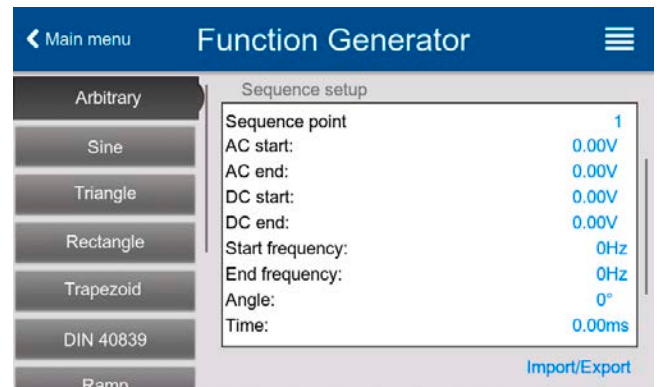 Main menu
Function Generator
Arbitrary
Sine
Triangle
Rectangle
Trapezoid
DIN 40839
Ramp
Sequence setup
Sequence point 1
AC start: 0.00V
AC end: 0.00V
DC start: 0.00V
DC end: 0.00V
Start frequency: 0Hz
End frequency: 0Hz
Angle: 0°
Time: 0.00ms
Import/Export